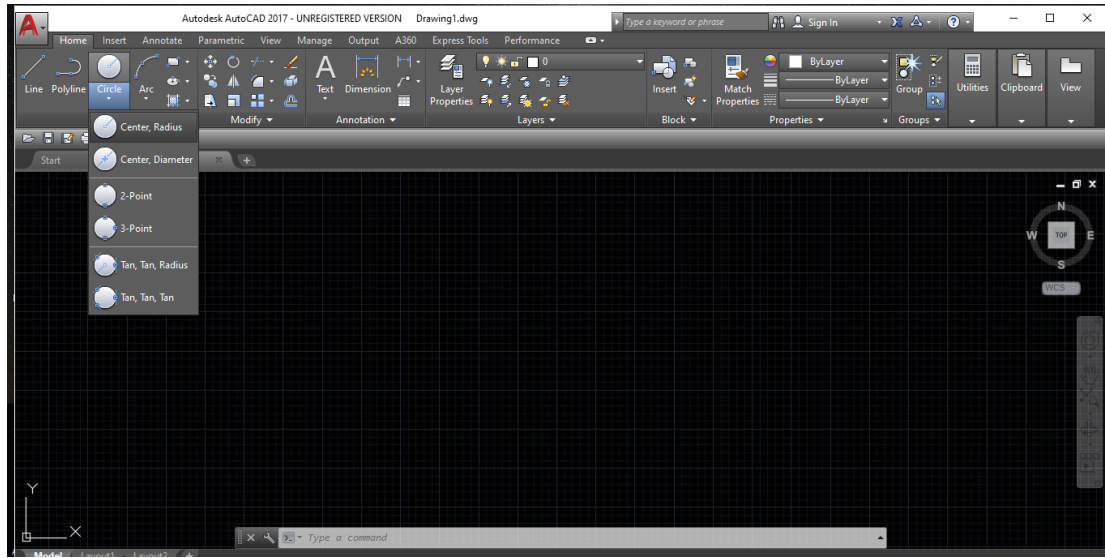 Autodesk AutoCAD 2017 - UNREGISTERED VERSION Drawing1.dwg
Type a keyword or phrase
Sign In
Home Insert Annotate Parametric View Manage Output A360 Express Tools Performance
Line Polyline Circle Arc
Text Dimension
Layer Properties
0
Insert
Match Properties
ByLayer
ByLayer
ByLayer
Group
Utilities Clipboard View
Modify Annotation Layers Block Properties Groups
Center, Radius
Center, Diameter
2-Point
3-Point
Tan, Tan, Radius
Tan, Tan, Tan
Start
N
W TOP E
S
WCS
Y
X
Type a command
Model Layout1 Layout2